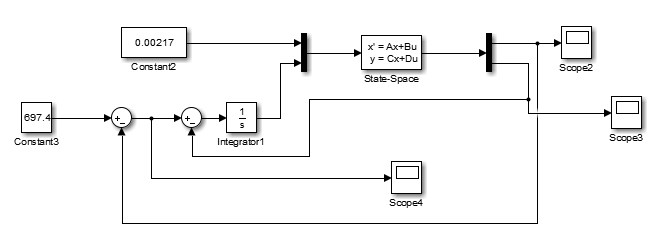 0.00217
Constant2
x' = Ax+Bu
y = Cx+Du
State-Space
Scope2
697.4
Constant3
+
−
+
−
1
s
Integrator1
Scope3
Scope4